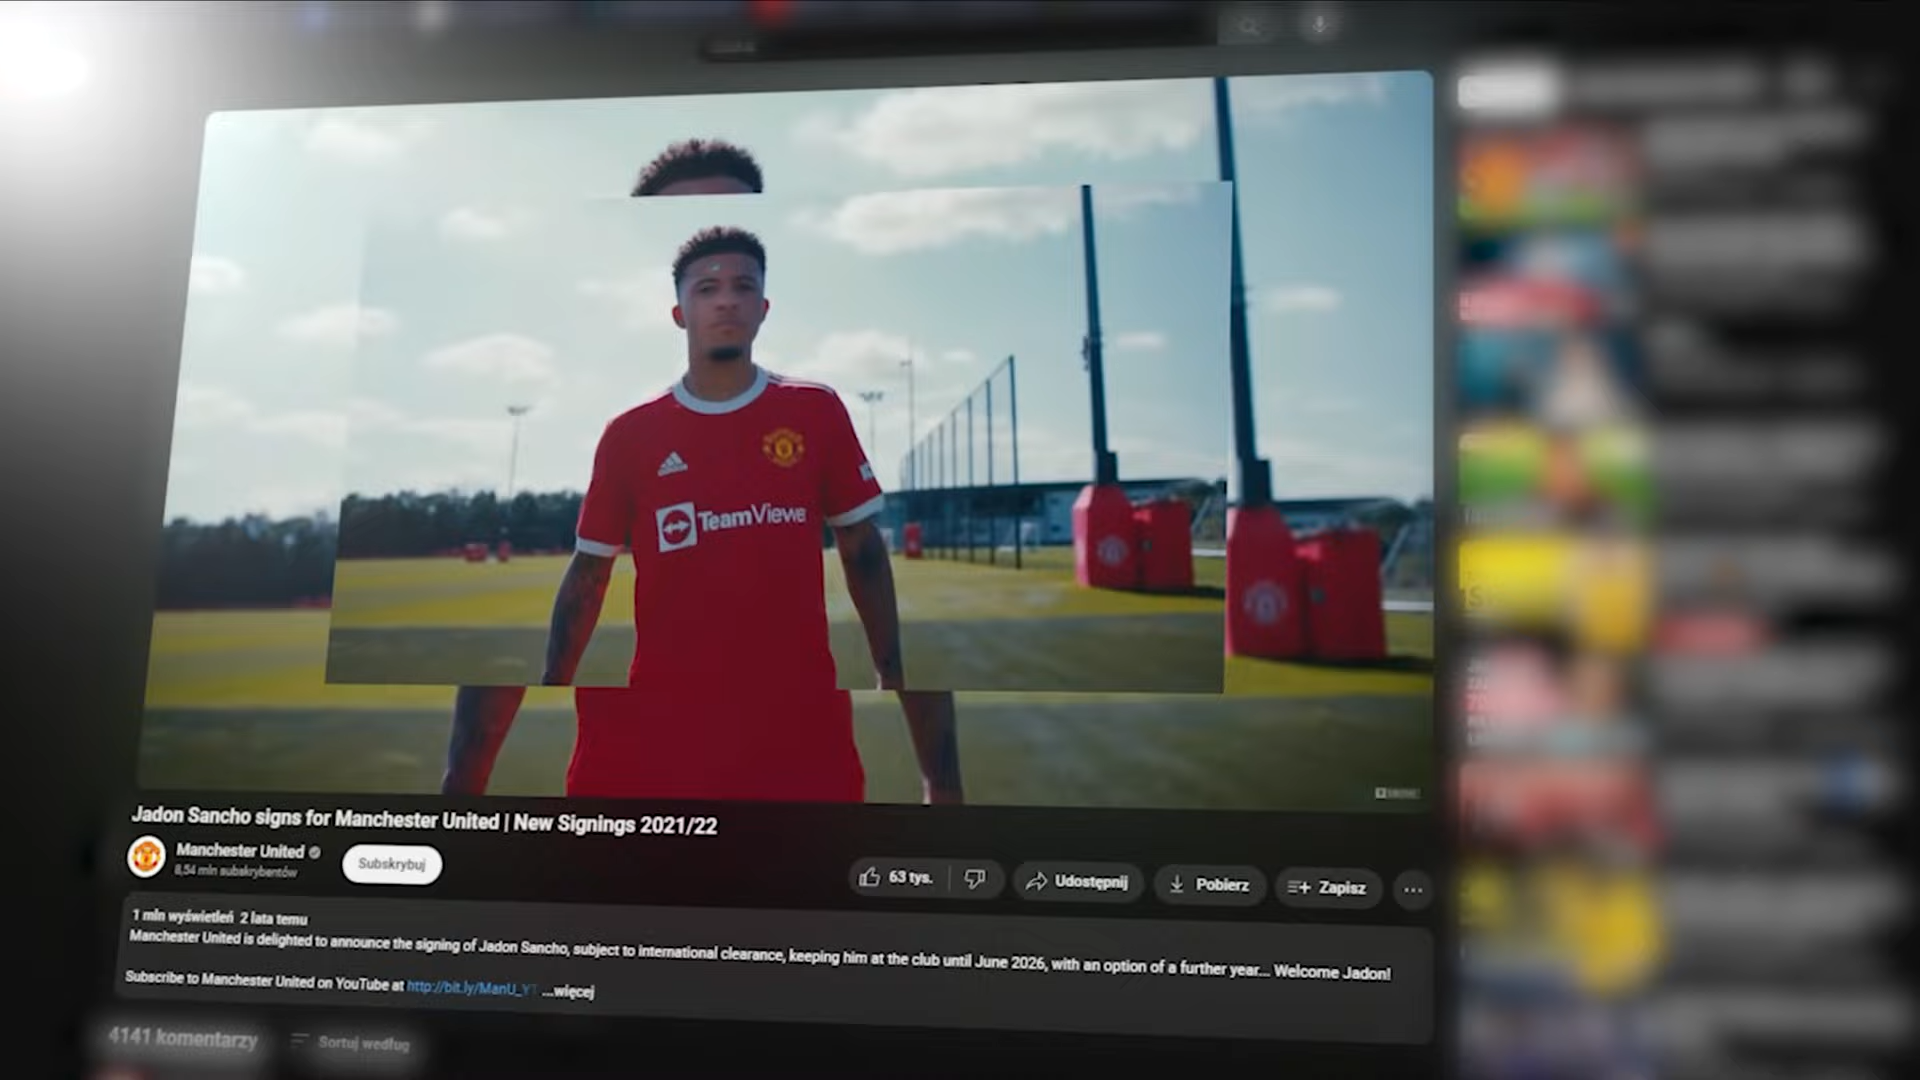 adidas
TeamViewer
Jadon Sancho signs for Manchester United | New Signings 2021/22
Manchester United
8,54 mln subskrybentów
Subskrybuj
63 tys.
Udostępnij
Pobierz
Zapisz
...
1 mln wyświetleń 2 lata temu
Manchester United is delighted to announce the signing of Jadon Sancho, subject to international clearance, keeping him at the club until June 2026, with an option of a further year... Welcome Jadon!
Subscribe to Manchester United on YouTube at http://bit.ly/ManU_YT ...więcej
4141 komentarzy
Sortuj według